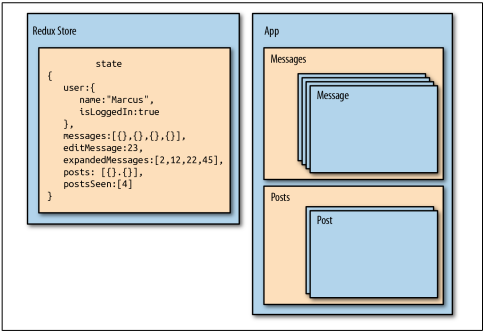 Redux Store
state
{
user:{
name:"Marcus",
isLoggedIn:true
},
messages:[{},{},{},{}],
editMessage:23,
expandedMessages:[2,12,22,45],
posts: [{}.{}],
postsSeen:[4]
}
App
Messages
Message
Posts
Post